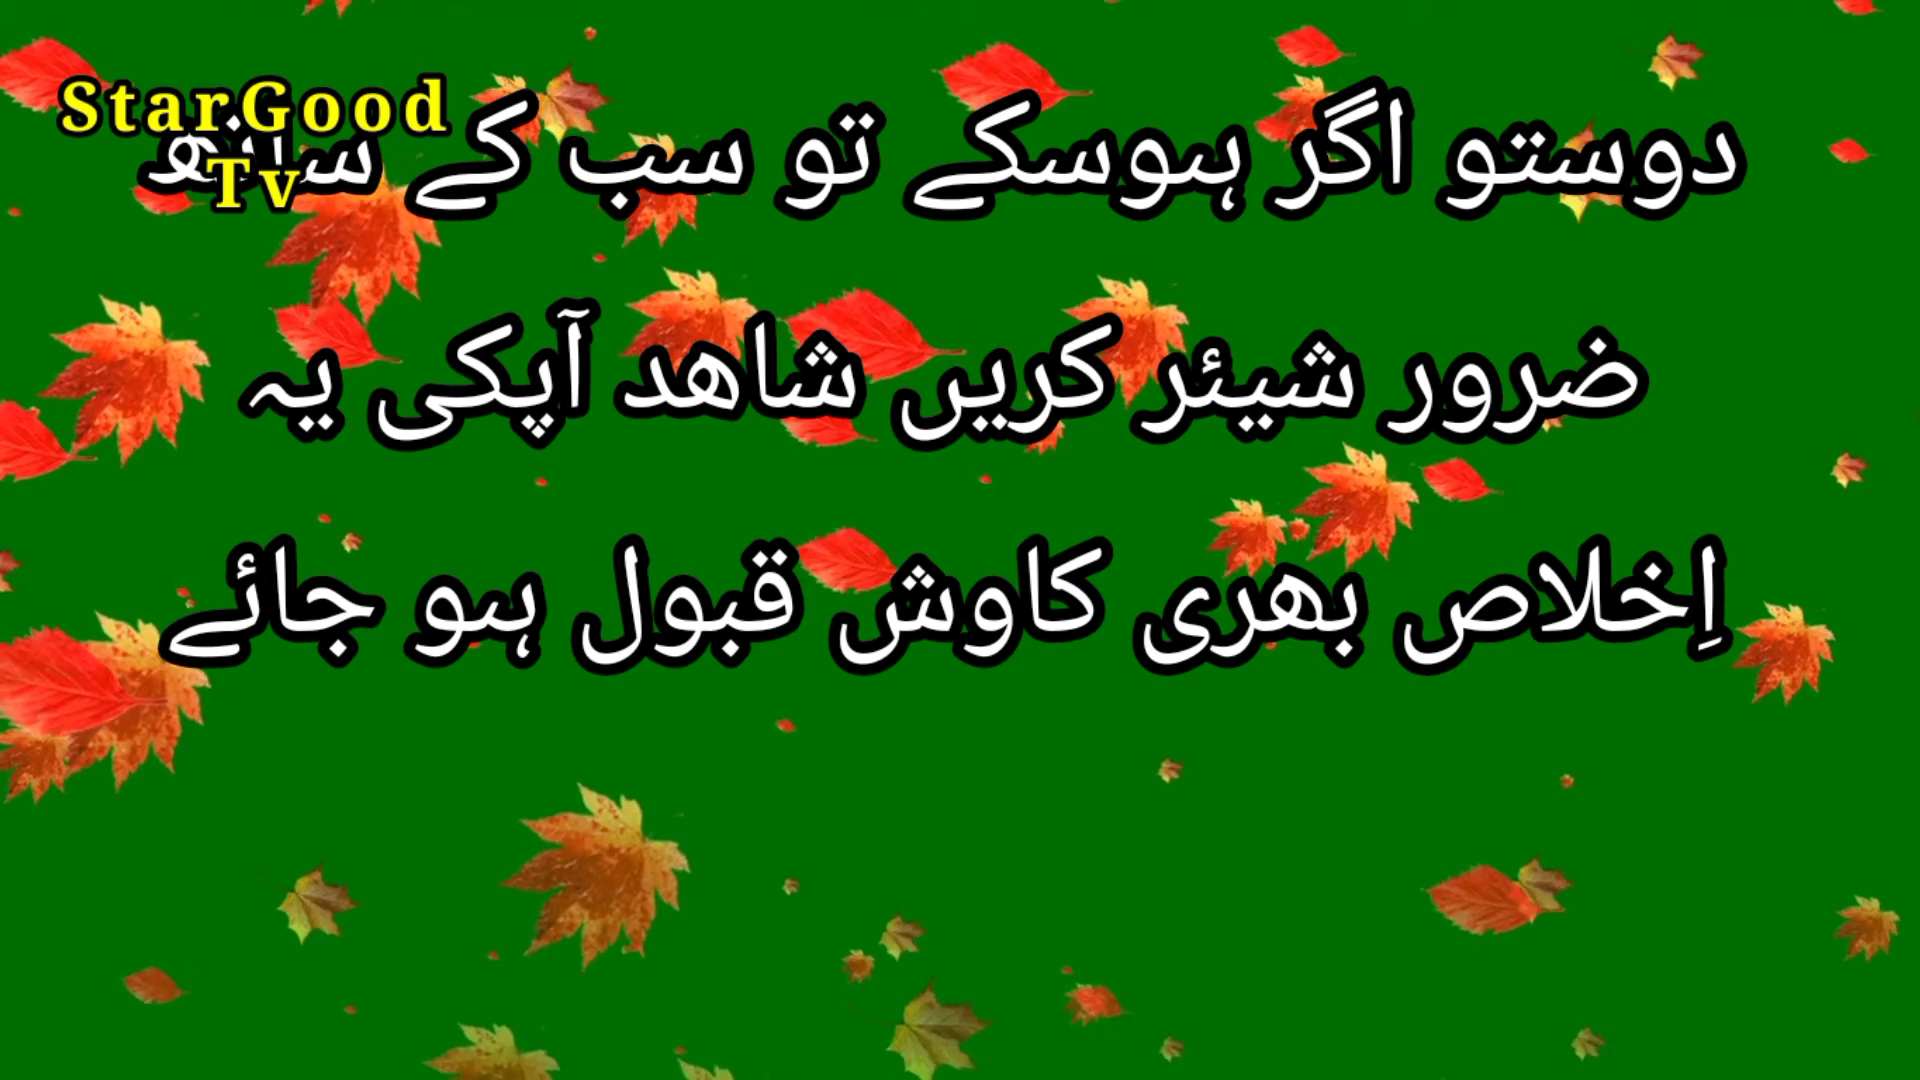 StarGood
Tv
دوستو اگر ہوسکے تو سب کے ساتھ
ضرور شیئر کریں شاھد آپکی یہ
اِخلاص بھری کاوش قبول ہو جائے